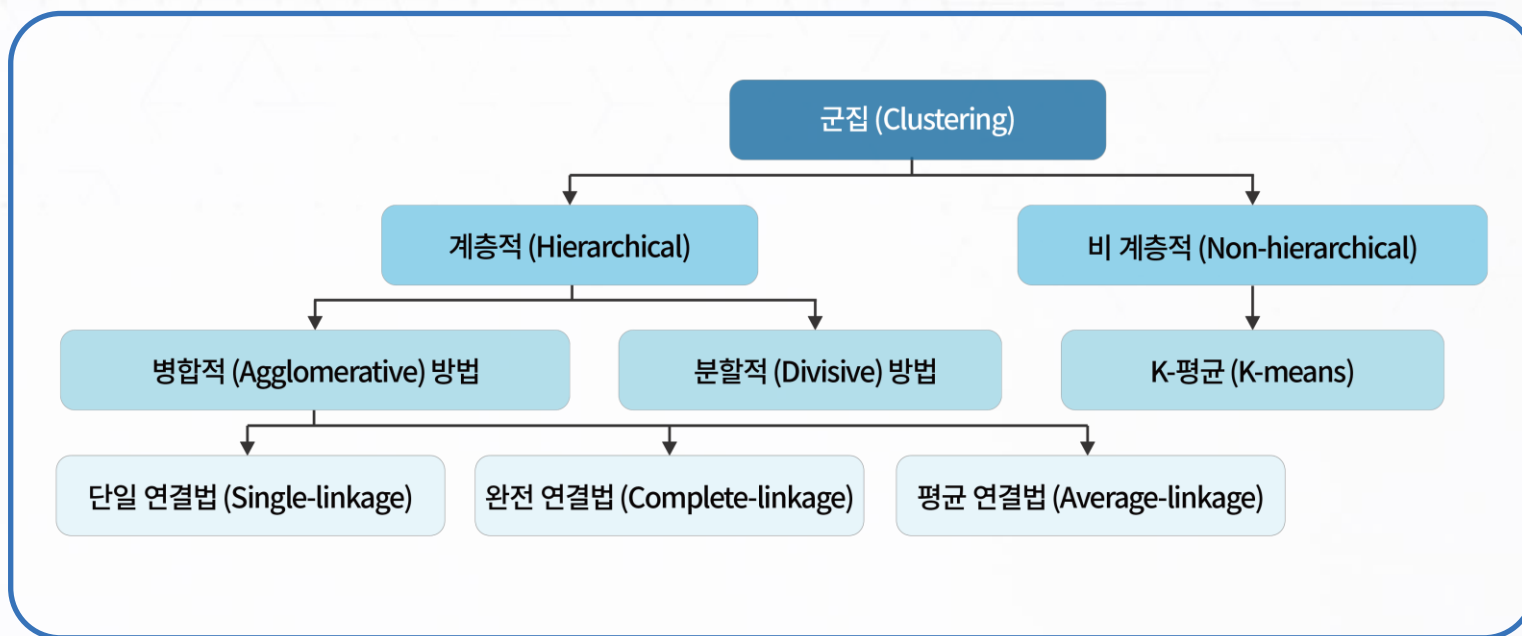 군집 (Clustering)
계층적 (Hierarchical)
비 계층적 (Non-hierarchical)
병합적 (Agglomerative) 방법
분할적 (Divisive) 방법
K-평균 (K-means)
단일 연결법 (Single-linkage)
완전 연결법 (Complete-linkage)
평균 연결법 (Average-linkage)